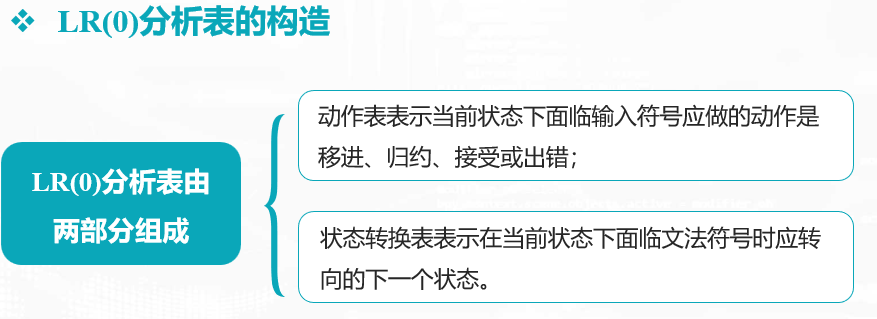 ❖ LR(0)分析表的构造
动作表表示当前状态下面临输入符号应做的动作是
移进、归约、接受或出错；
LR(0)分析表由
两部分组成
状态转换表表示在当前状态下面临文法符号时应转
向的下一个状态。